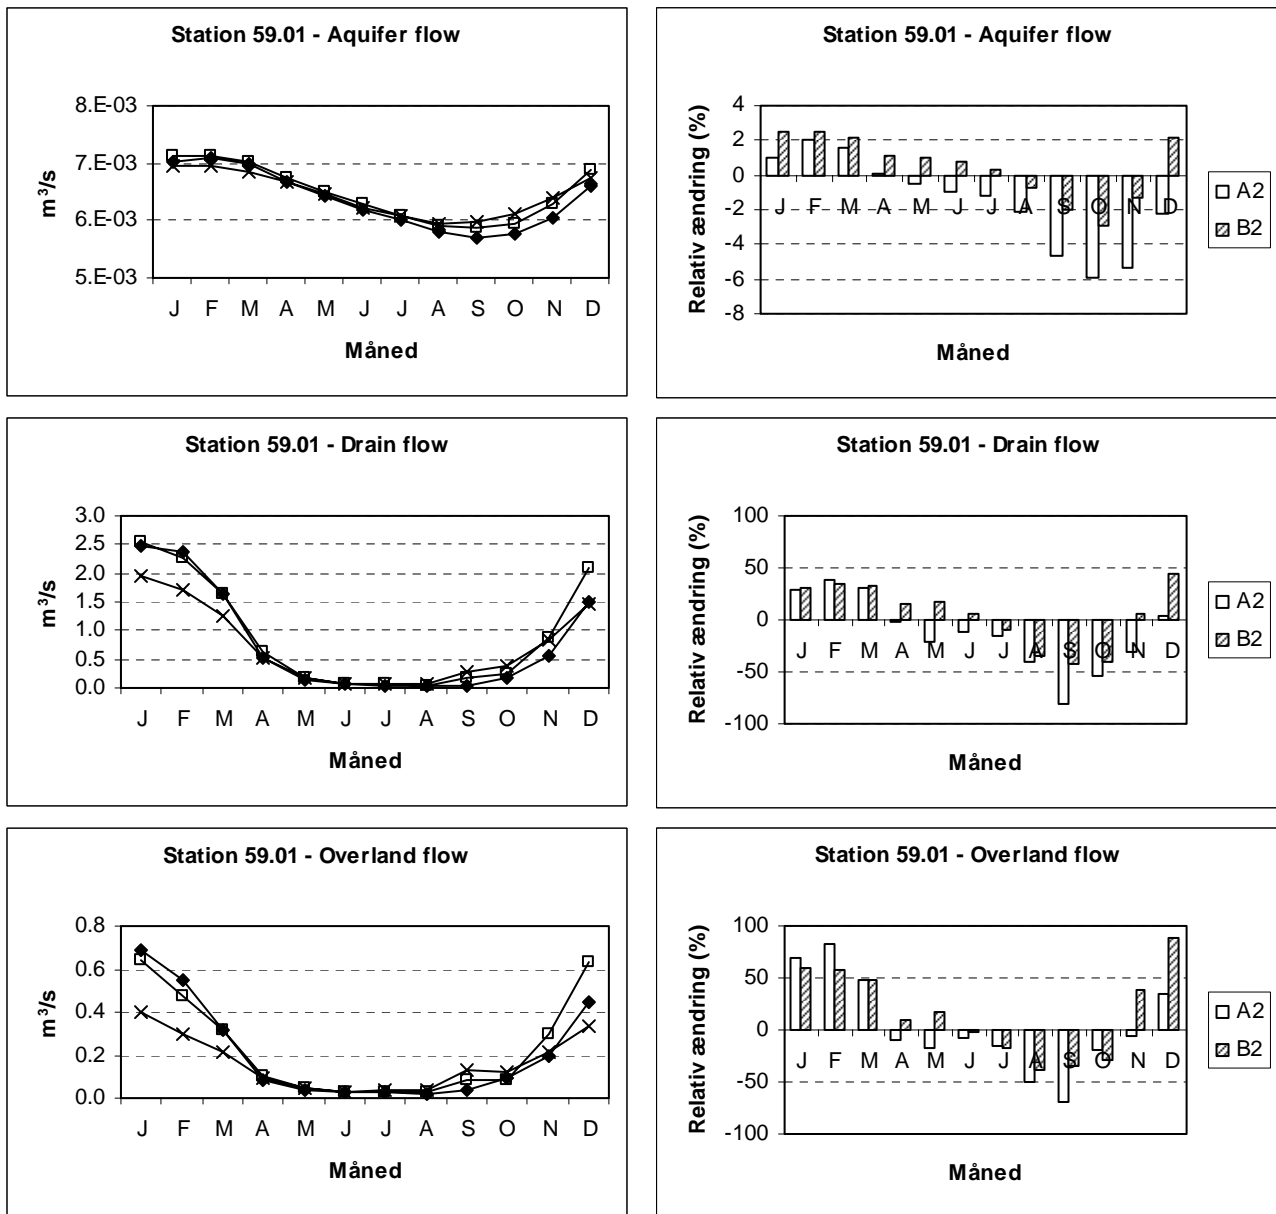 Station 59.01 - Aquifer flow
8.E-03
7.E-03
6.E-03
5.E-03
m³/s
J F M A M J J A S O N D
Måned
Station 59.01 - Aquifer flow
Relativ ændring (%)
4
2
0
-2
-4
-6
-8
J F M A M J J A S O N D
Måned
A2
B2
Station 59.01 - Drain flow
3.0
2.5
2.0
1.5
1.0
0.5
0.0
m³/s
J F M A M J J A S O N D
Måned
Station 59.01 - Drain flow
Relativ ændring (%)
100
50
0
-50
-100
J F M A M J J A S O N D
Måned
A2
B2
Station 59.01 - Overland flow
0.8
0.6
0.4
0.2
0.0
m³/s
J F M A M J J A S O N D
Måned
Station 59.01 - Overland flow
Relativ ændring (%)
100
50
0
-50
-100
J F M A M J J A S O N D
Måned
A2
B2